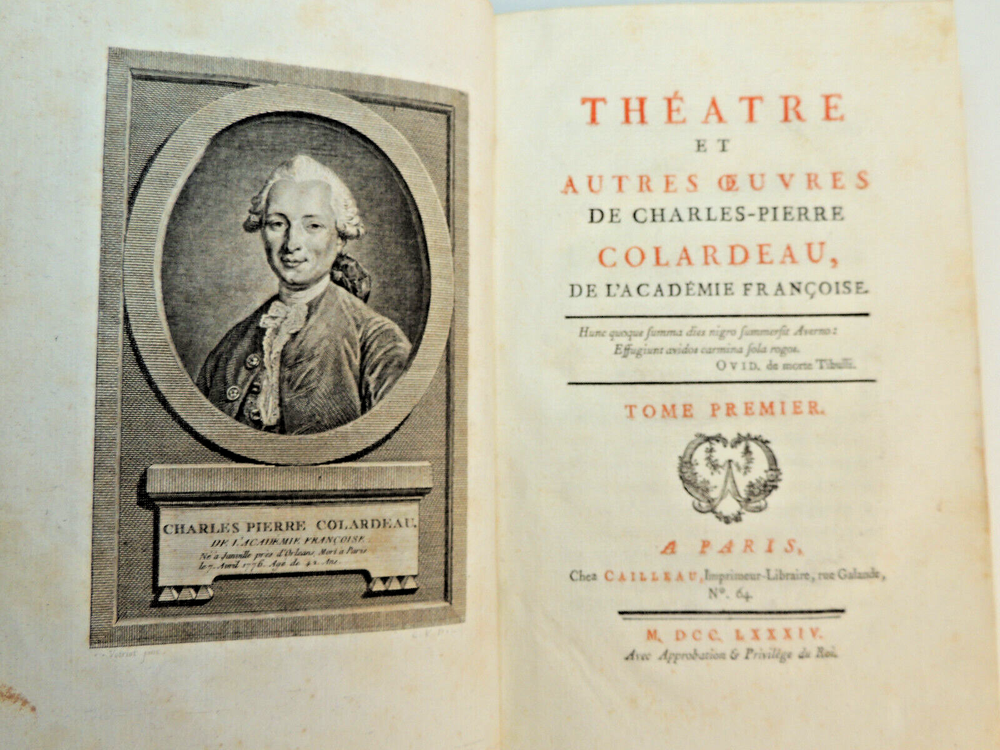 CHARLES PIERRE COLARDEAU,
DE L'ACADÉMIE FRANÇOISE
Né à Janville près d'Orleans, Mort à Paris
le 7. Avril 1776. Agé de 42. Ans.
THÉATRE
ET
AUTRES ŒUVRES
DE CHARLES-PIERRE
COLARDEAU,
DE L'ACADÉMIE FRANÇOISE.
Hunc quoque summa dies nigro summersit Averno:
Effugiunt avidos carmina sola rogos.
OVID. de morte Tibulli.
TOME PREMIER.
A PARIS,
Chez CAILLEAU, Imprimeur-Libraire, rue Galande,
N°. 64.
M. DCC. LXXXIV.
Avec Approbation & Privilége du Roi.